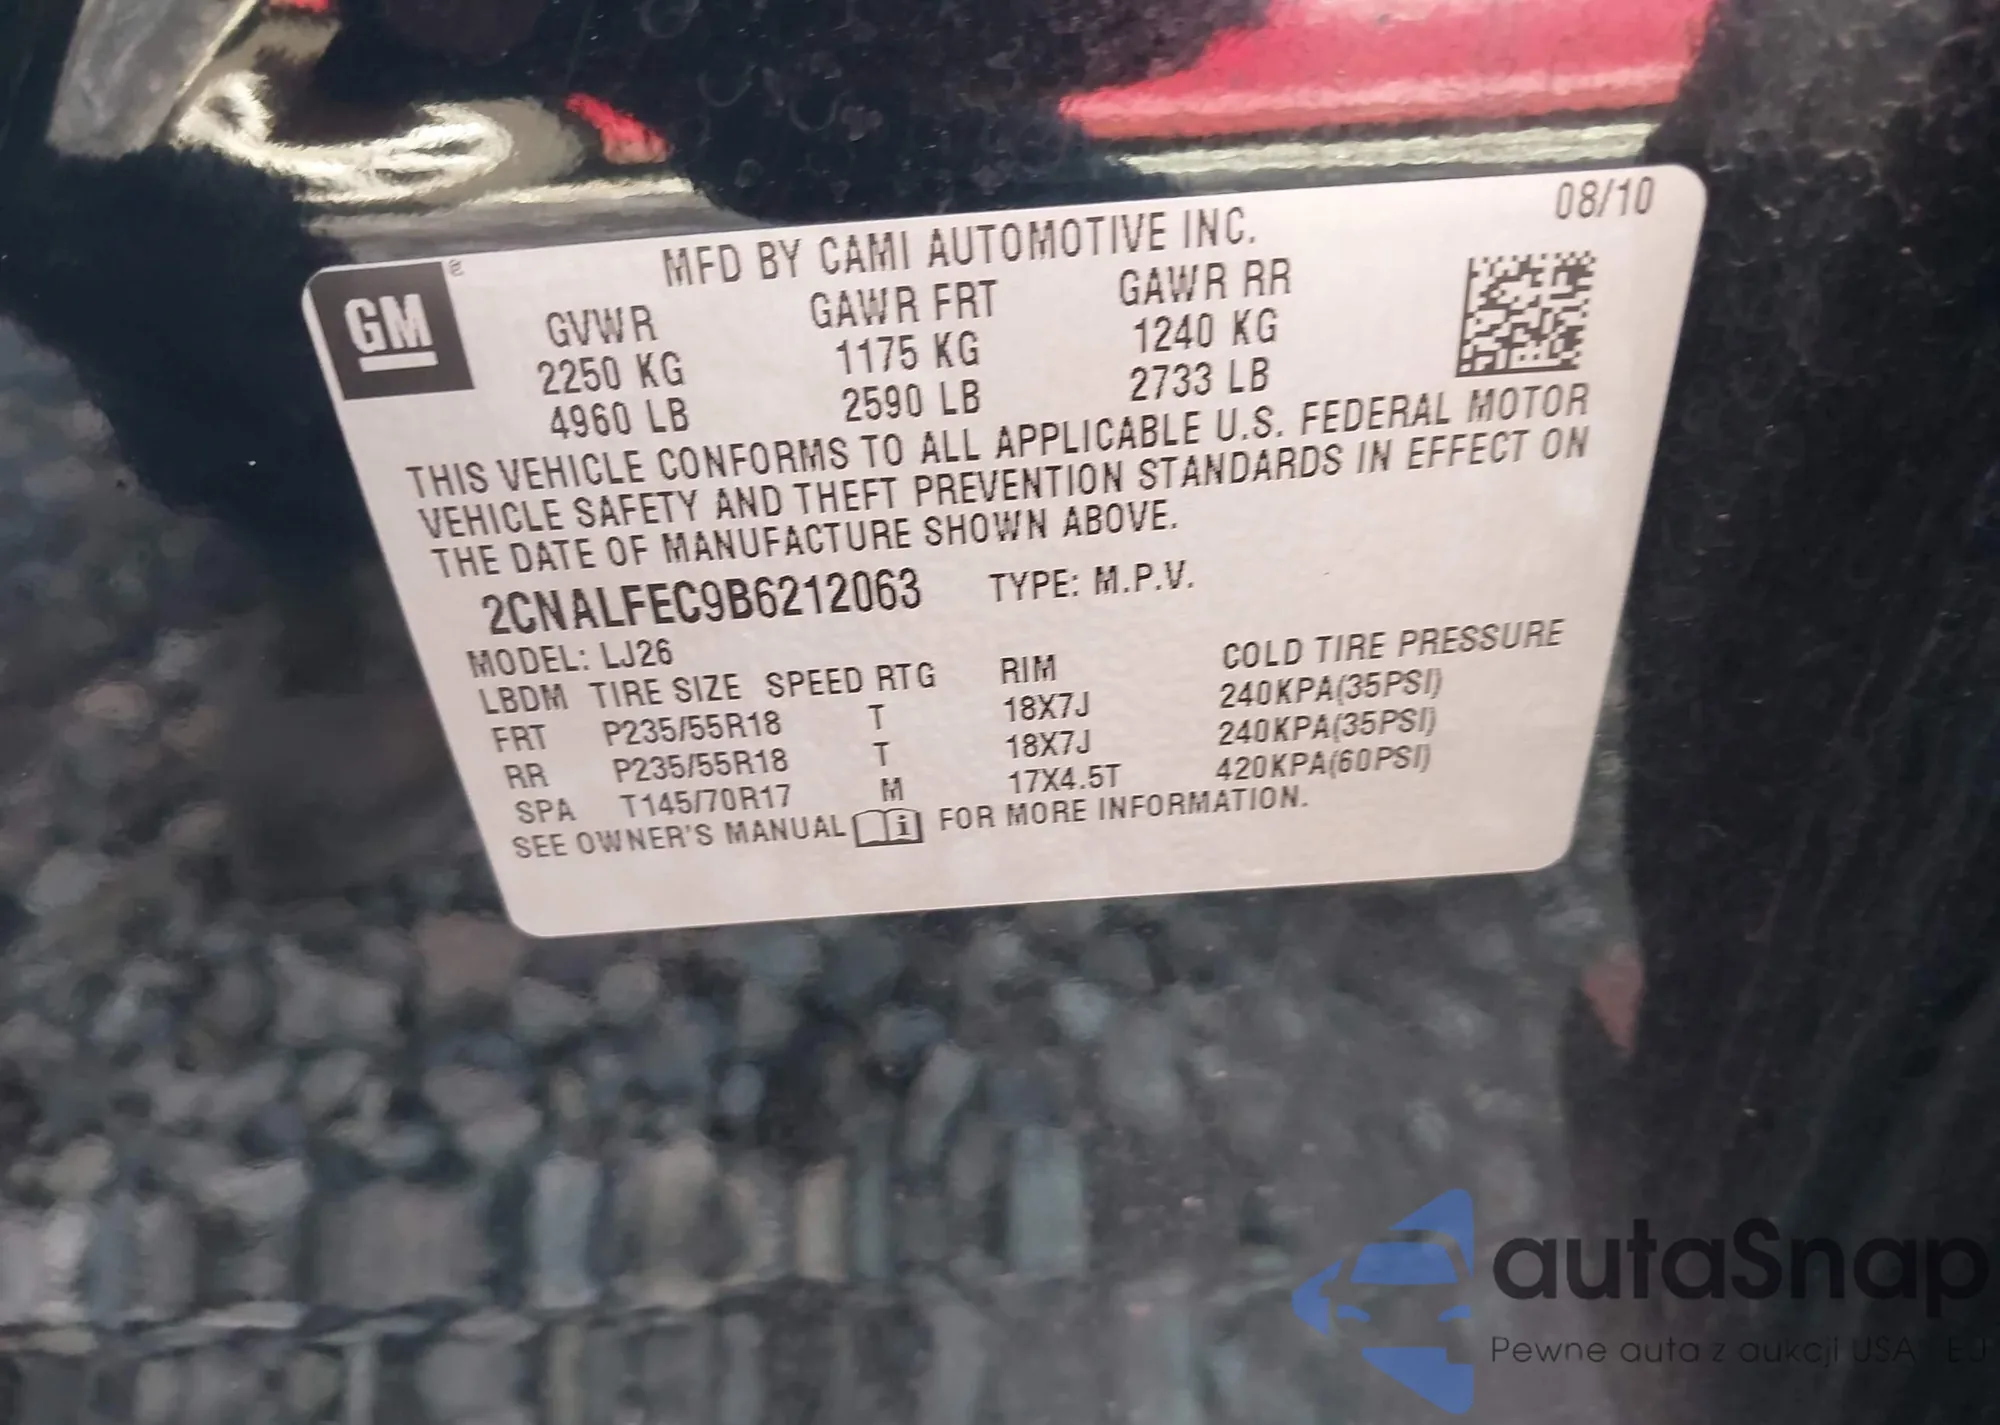 08/10
MFD BY CAMI AUTOMOTIVE INC.
GM ®
GVWR GAWR FRT GAWR RR
2250 KG 1175 KG 1240 KG
4960 LB 2590 LB 2733 LB
THIS VEHICLE CONFORMS TO ALL APPLICABLE U.S. FEDERAL MOTOR
VEHICLE SAFETY AND THEFT PREVENTION STANDARDS IN EFFECT ON
THE DATE OF MANUFACTURE SHOWN ABOVE.
2CNALFEC9B6212063 TYPE: M.P.V.
MODEL: LJ26
LBDM TIRE SIZE SPEED RTG RIM COLD TIRE PRESSURE
FRT P235/55R18 T 18X7J 240KPA(35PSI)
RR P235/55R18 T 18X7J 240KPA(35PSI)
SPA T145/70R17 M 17X4.5T 420KPA(60PSI)
SEE OWNER'S MANUAL i FOR MORE INFORMATION.
autaSnap
Pewne auta z aukcji USA